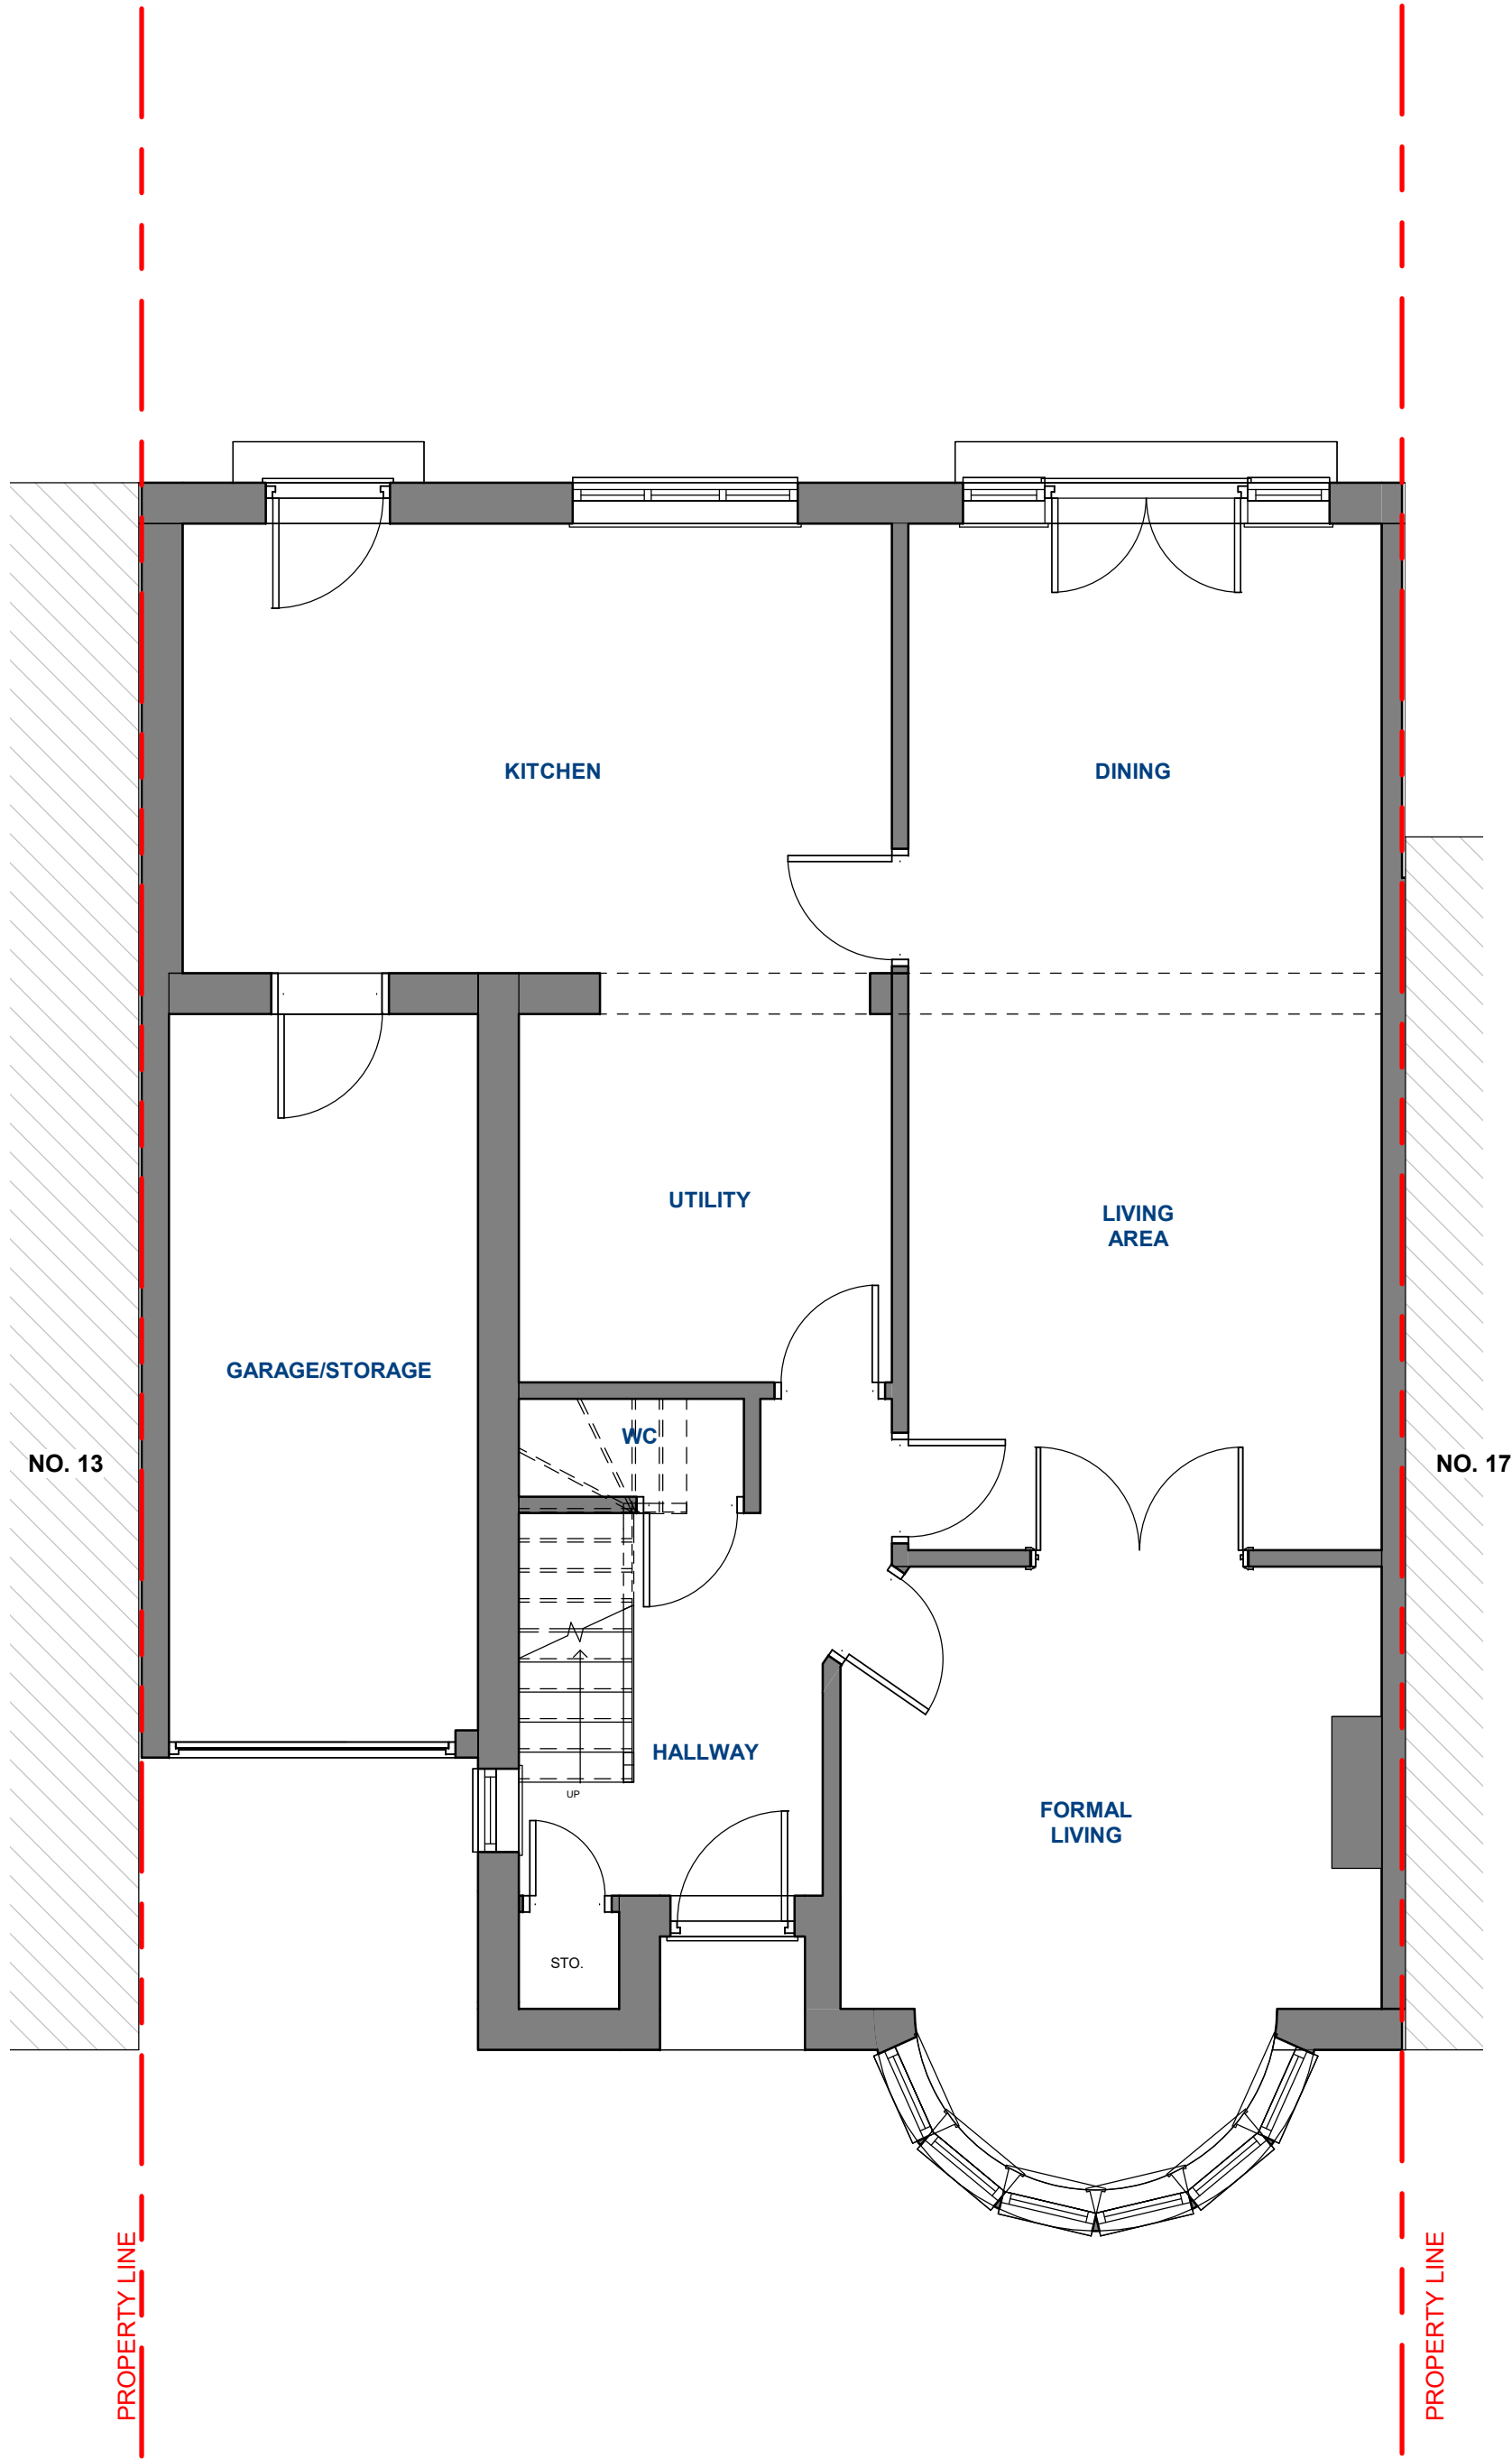 KITCHEN
DINING
UTILITY
LIVING
AREA
GARAGE/STORAGE
WC
NO. 13
NO. 17
HALLWAY
UP
FORMAL
LIVING
STO.
PROPERTY LINE
PROPERTY LINE